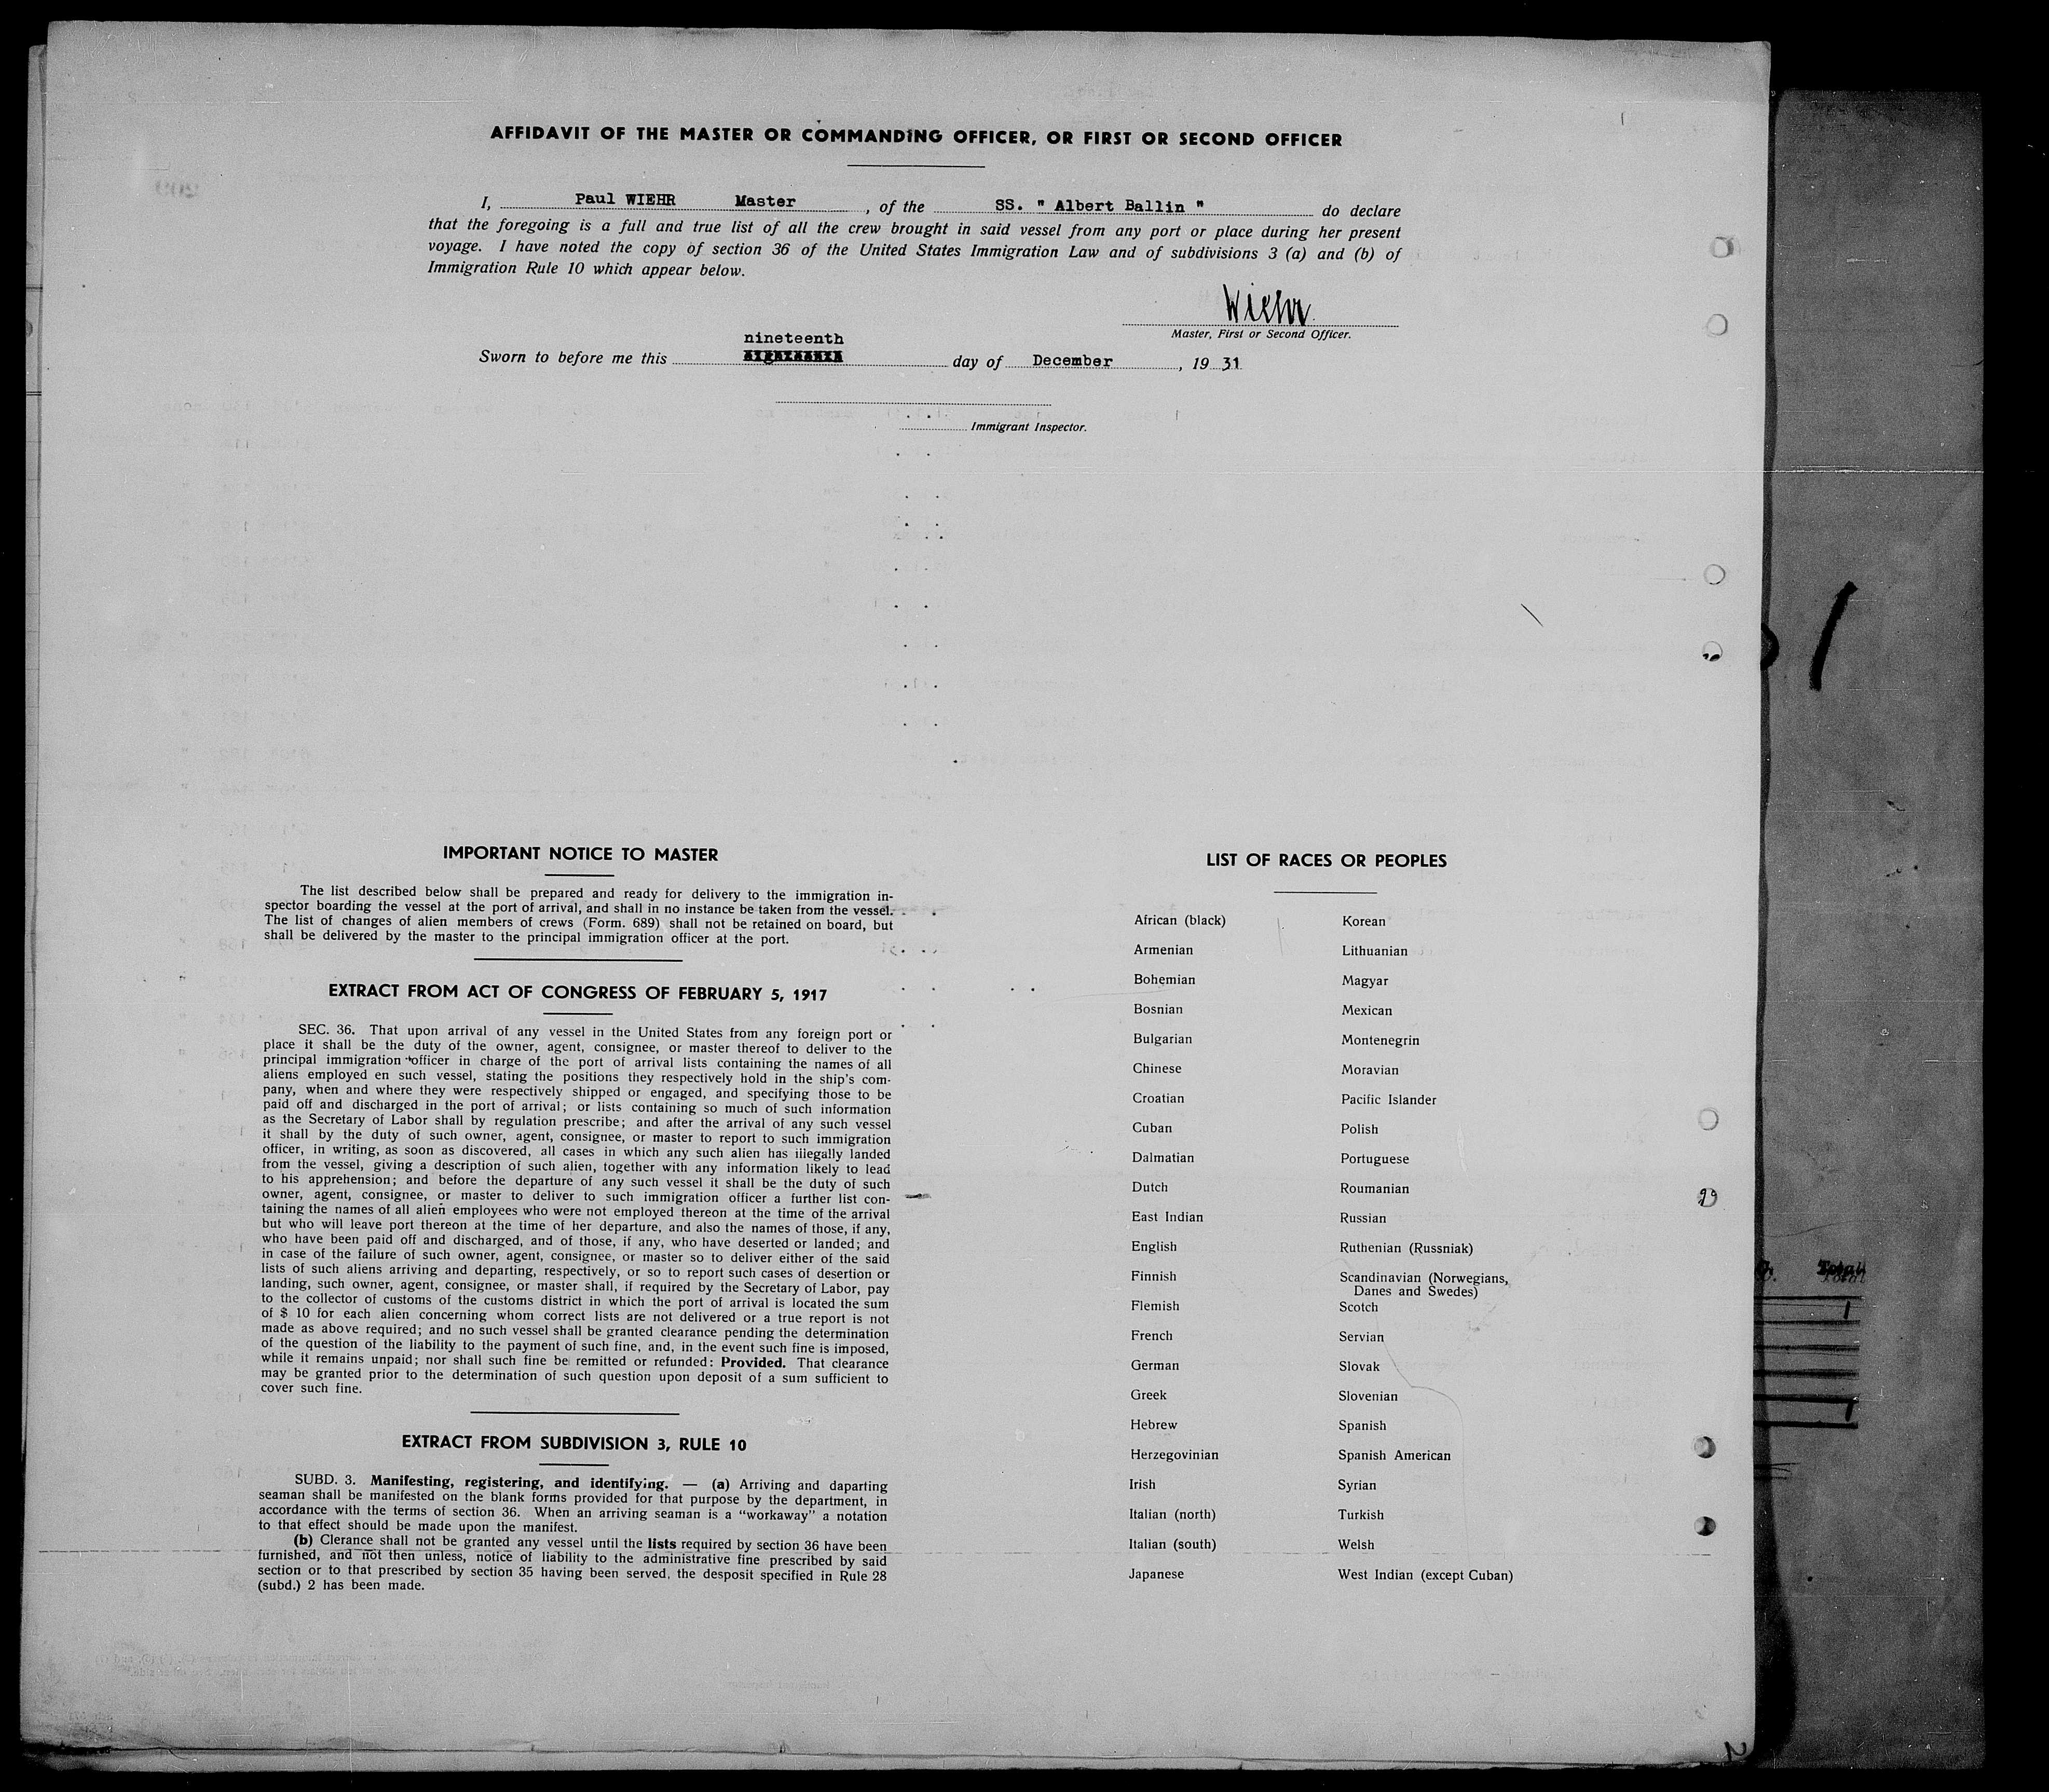 AFFIDAVIT OF THE MASTER OR COMMANDING OFFICER, OR FIRST OR SECOND OFFICER
I, Paul WIEHR Master, of the SS. " Albert Ballin " do declare
that the foregoing is a full and true list of all the crew brought in said vessel from any port or place during her present
voyage. I have noted the copy of section 36 of the United States Immigration Law and of subdivisions 3 (a) and (b) of
Immigration Rule 10 which appear below.
Wiehr
Master, First or Second Officer.
nineteenth
Sworn to before me this day of December, 19 31
Immigrant Inspector.
IMPORTANT NOTICE TO MASTER
The list described below shall be prepared and ready for delivery to the immigration in-
spector boarding the vessel at the port of arrival, and shall in no instance be taken from the vessel.
The list of changes of alien members of crews (Form. 689) shall not be retained on board, but
shall be delivered by the master to the principal immigration officer at the port.
EXTRACT FROM ACT OF CONGRESS OF FEBRUARY 5, 1917
SEC. 36. That upon arrival of any vessel in the United States from any foreign port or
place it shall be the duty of the owner, agent, consignee, or master thereof to deliver to the
principal immigration officer in charge of the port of arrival lists containing the names of all
aliens employed en such vessel, stating the positions they respectively hold in the ship's com-
pany, when and where they were respectively shipped or engaged, and specifying those to be
paid off and discharged in the port of arrival; or lists containing so much of such information
as the Secretary of Labor shall by regulation prescribe; and after the arrival of any such vessel
it shall by the duty of such owner, agent, consignee, or master to report to such immigration
officer, in writing, as soon as discovered, all cases in which any such alien has illegally landed
from the vessel, giving a description of such alien, together with any information likely to lead
to his apprehension; and before the departure of any such vessel it shall be the duty of such
owner, agent, consignee, or master to deliver to such immigration officer a further list con-
taining the names of all alien employees who were not employed thereon at the time of the arrival
but who will leave port thereon at the time of her departure, and also the names of those, if any,
who have been paid off and discharged, and of those, if any, who have deserted or landed; and
in case of the failure of such owner, agent, consignee, or master so to deliver either of the said
lists of such aliens arriving and departing, respectively, or so to report such cases of desertion or
landing, such owner, agent, consignee, or master shall, if required by the Secretary of Labor, pay
to the collector of customs of the customs district in which the port of arrival is located the sum
of $ 10 for each alien concerning whom correct lists are not delivered or a true report is not
made as above required; and no such vessel shall be granted clearance pending the determination
of the question of the liability to the payment of such fine, and, in the event such fine is imposed,
while it remains unpaid; nor shall such fine be remitted or refunded: Provided. That clearance
may be granted prior to the determination of such question upon deposit of a sum sufficient to
cover such fine.
EXTRACT FROM SUBDIVISION 3, RULE 10
SUBD. 3. Manifesting, registering, and identifying. — (a) Arriving and daparting
seaman shall be manifested on the blank forms provided for that purpose by the department, in
accordance with the terms of section 36. When an arriving seaman is a "workaway" a notation
to that effect should be made upon the manifest.
(b) Clerance shall not be granted any vessel until the lists required by section 36 have been
furnished, and not then unless, notice of liability to the administrative fine prescribed by said
section or to that prescribed by section 35 having been served, the desposit specified in Rule 28
(subd.) 2 has been made.
LIST OF RACES OR PEOPLES
African (black)
Armenian
Bohemian
Bosnian
Bulgarian
Chinese
Croatian
Cuban
Dalmatian
Dutch
East Indian
English
Finnish
Flemish
French
German
Greek
Hebrew
Herzegovinian
Irish
Italian (north)
Italian (south)
Japanese
Korean
Lithuanian
Magyar
Mexican
Montenegrin
Moravian
Pacific Islander
Polish
Portuguese
Roumanian
Russian
Ruthenian (Russniak)
Scandinavian (Norwegians,
Danes and Swedes)
Scotch
Servian
Slovak
Slovenian
Spanish
Spanish American
Syrian
Turkish
Welsh
West Indian (except Cuban)
Total